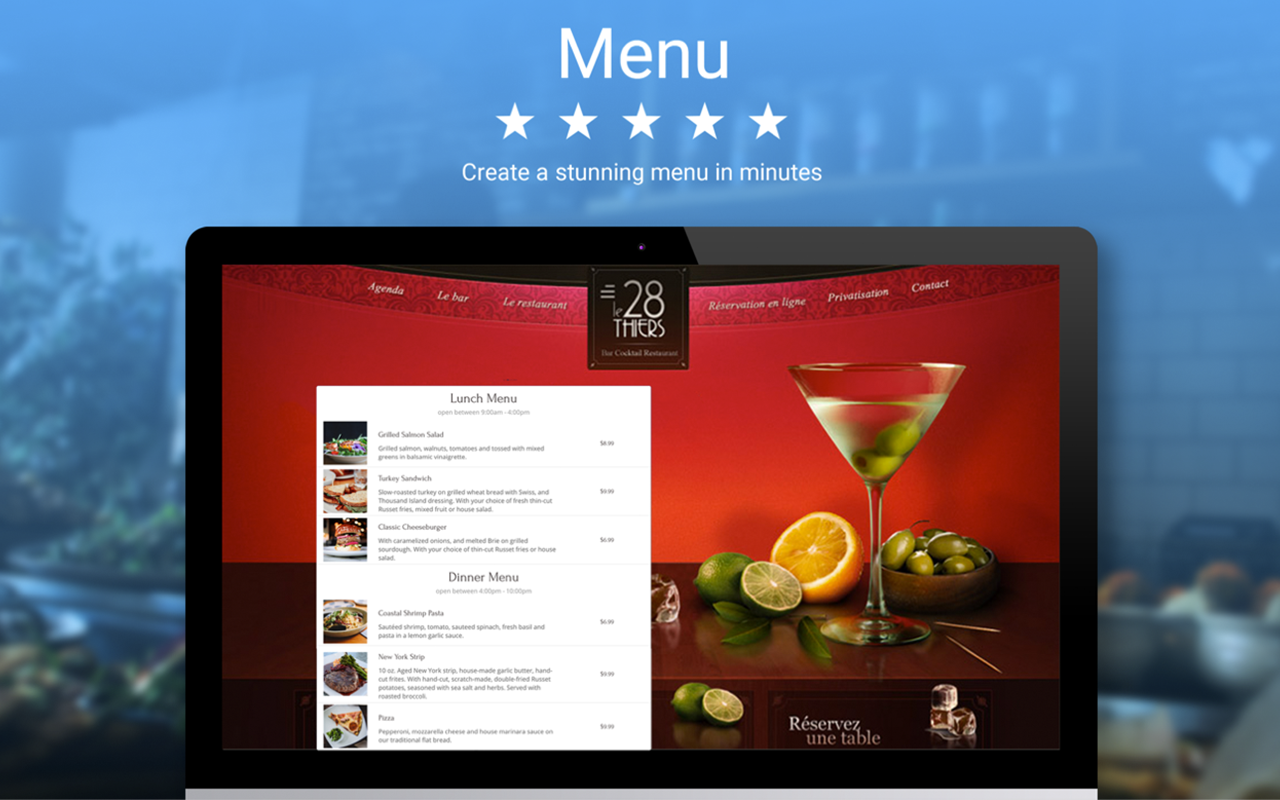 Menu
Create a stunning menu in minutes
Agenda
Le bar
Le restaurant
le 28
THIERS
Bar Cocktail Restaurant
Réservation en ligne
Privatisation
Contact
Lunch Menu
open between 9:00am - 4:00pm
Grilled Salmon Salad
Grilled salmon, walnuts, tomatoes and tossed with mixed
greens in balsamic vinaigrette.
$8.99
Turkey Sandwich
Slow-roasted turkey on grilled wheat bread with Swiss, and
Thousand Island dressing. With your choice of fresh thin-cut
Russet fries, mixed fruit or house salad.
$9.99
Classic Cheeseburger
With caramelized onions, and melted Brie on grilled
sourdough. With your choice of thin-cut Russet fries or house
salad.
$6.99
Dinner Menu
open between 4:00pm - 10:00pm
Coastal Shrimp Pasta
Sautéed shrimp, tomato, sauteed spinach, fresh basil and
pasta in a lemon garlic sauce.
$6.99
New York Strip
10 oz. Aged New York strip, house-made garlic butter, hand-
cut frites. With hand-cut, scratch-made, double-fried Russet
potatoes, seasoned with sea salt and herbs. Served with
roasted broccoli.
$9.99
Pizza
Pepperoni, mozzarella cheese and house marinara sauce on
our traditional flat bread.
$9.99
Réservez
une table